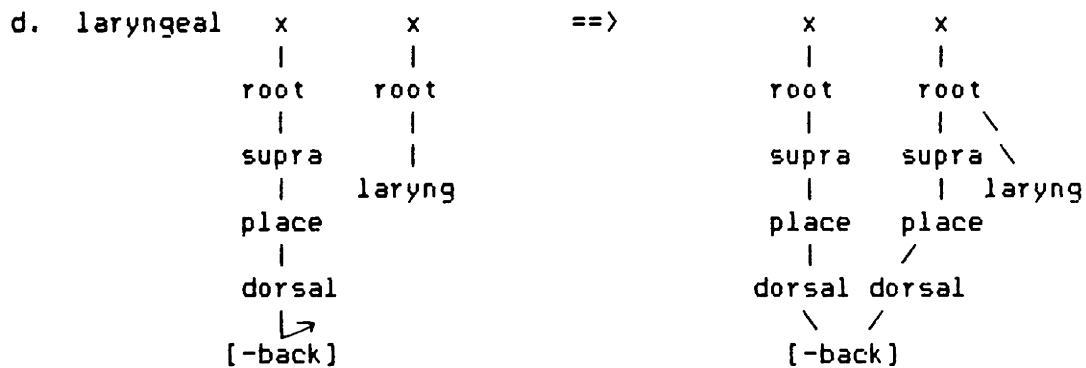 d. laryngeal x x ==> x x
root root root root
supra supra supra
laryng laryng
place place place
dorsal dorsal dorsal
[-back] [-back]